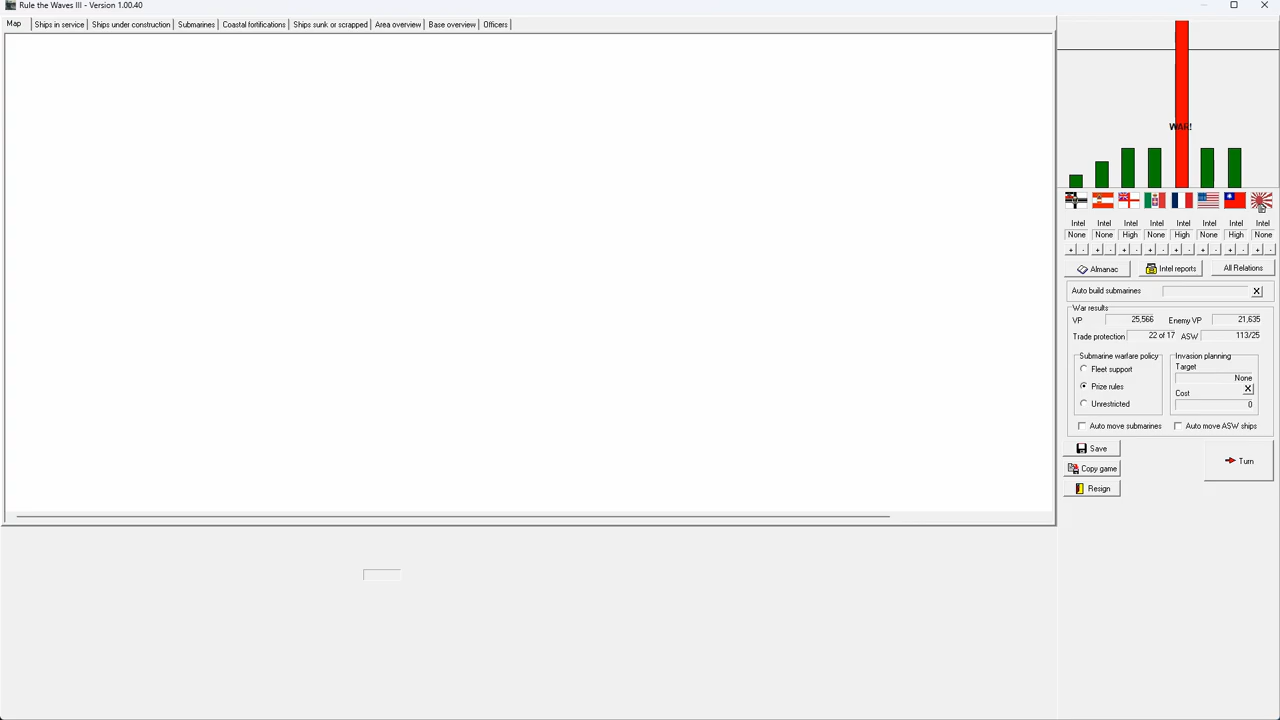 Rule the Waves III - Version 1.00.40
Map Ships in service Ships under construction Submarines Coastal fortifications Ships sunk or scrapped Area overview Base overview Officers
WAR!
Intel Intel Intel Intel Intel Intel Intel Intel
None None High None High None High None
+ - + - + - + - + - + - + - + -
Almanac Intel reports All Relations
Auto build submarines X
War results
VP 25,566 Enemy VP 21,635
Trade protection 22 of 17 ASW 113/25
Submarine warfare policy Invasion planning
Fleet support Target
None
Prize rules Cost X
Unrestricted 0
Auto move submarines Auto move ASW ships
Save
Turn
Copy game
Resign